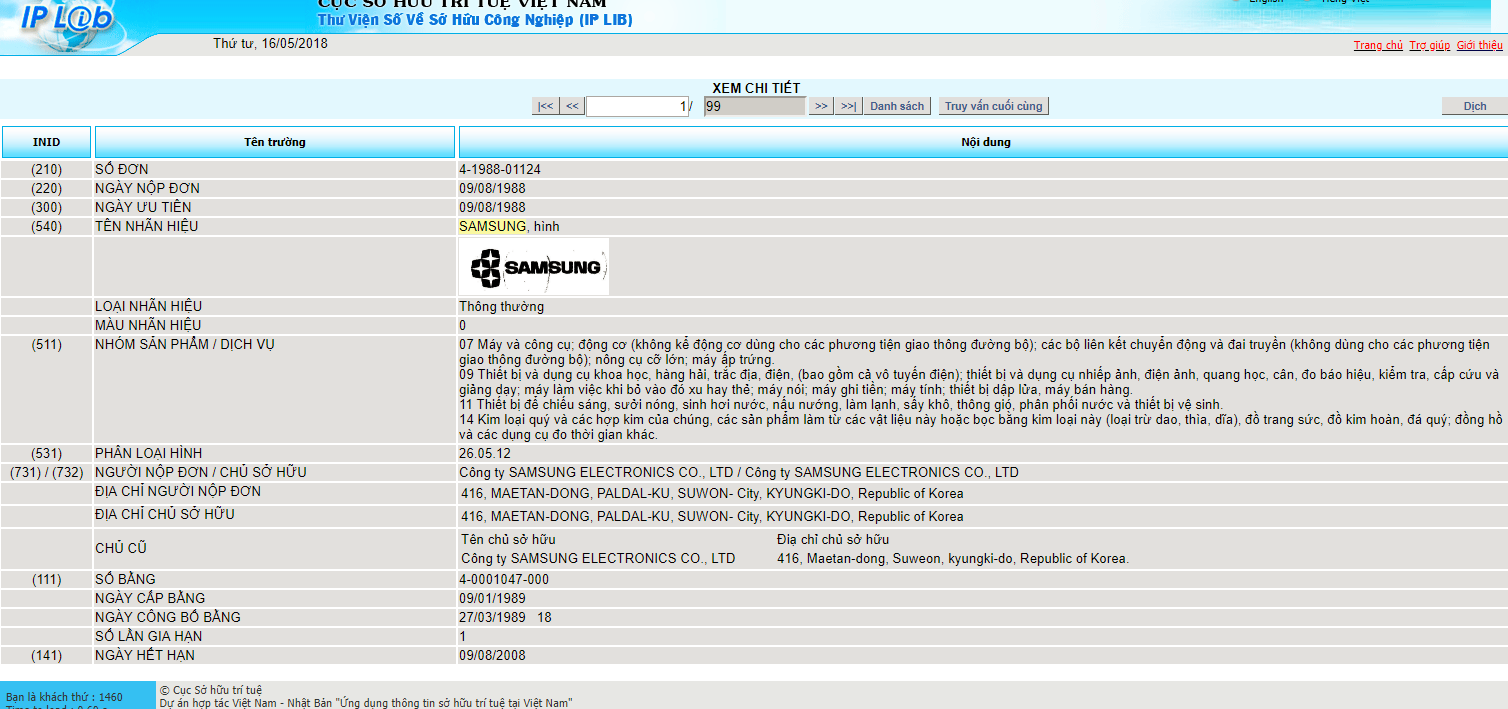 IP L@b
CỤC SỞ HỮU TRÍ TUỆ VIỆT NAM
Thư Viện Số Về Sở Hữu Công Nghiệp (IP LIB)
English Tiếng Việt
Thứ tư, 16/05/2018
Trang chủ Trợ giúp Giới thiệu
XEM CHI TIẾT
|<< << 1 / 99 >> >>| Danh sách Truy vấn cuối cùng Dịch
INID Tên trường Nội dung
(210) SỐ ĐƠN 4-1988-01124
(220) NGÀY NỘP ĐƠN 09/08/1988
(300) NGÀY ƯU TIÊN 09/08/1988
(540) TÊN NHÃN HIỆU SAMSUNG, hình
SAMSUNG
LOẠI NHÃN HIỆU Thông thường
MÀU NHÃN HIỆU 0
(511) NHÓM SẢN PHẨM / DỊCH VỤ 07 Máy và công cụ; động cơ (không kể động cơ dùng cho các phương tiện giao thông đường bộ); các bộ liên kết chuyển động và đai truyền (không dùng cho các phương tiện
giao thông đường bộ); nông cụ cỡ lớn; máy ấp trứng.
09 Thiết bị và dụng cụ khoa học, hàng hải, trắc địa, điện, (bao gồm cả vô tuyến điện); thiết bị và dụng cụ nhiếp ảnh, điện ảnh, quang học, cân, đo báo hiệu, kiểm tra, cấp cứu và
giảng dạy; máy làm việc khi bỏ vào đó xu hay thẻ; máy nói; máy ghi tiền; máy tính; thiết bị dập lửa, máy bán hàng.
11 Thiết bị để chiếu sáng, sưởi nóng, sinh hơi nước, nấu nướng, làm lạnh, sấy khô, thông gió, phân phối nước và thiết bị vệ sinh.
14 Kim loại quý và các hợp kim của chúng, các sản phẩm làm từ các vật liệu này hoặc bọc bằng kim loại này (loại trừ dao, thìa, dĩa), đồ trang sức, đồ kim hoàn, đá quý; đồng hồ
và các dụng cụ đo thời gian khác.
(531) PHÂN LOẠI HÌNH 26.05.12
(731) / (732) NGƯỜI NỘP ĐƠN / CHỦ SỞ HỮU Công ty SAMSUNG ELECTRONICS CO., LTD / Công ty SAMSUNG ELECTRONICS CO., LTD
ĐỊA CHỈ NGƯỜI NỘP ĐƠN 416, MAETAN-DONG, PALDAL-KU, SUWON- City, KYUNGKI-DO, Republic of Korea
ĐỊA CHỈ CHỦ SỞ HỮU 416, MAETAN-DONG, PALDAL-KU, SUWON- City, KYUNGKI-DO, Republic of Korea
CHỦ CŨ Tên chủ sở hữu Địa chỉ chủ sở hữu
Công ty SAMSUNG ELECTRONICS CO., LTD 416, Maetan-dong, Suweon, kyungki-do, Republic of Korea.
(111) SỐ BẰNG 4-0001047-000
NGÀY CẤP BẰNG 09/01/1989
NGÀY CÔNG BỐ BẰNG 27/03/1989 18
SỐ LẦN GIA HẠN 1
(141) NGÀY HẾT HẠN 09/08/2008
Bạn là khách thứ : 1460
© Cục Sở hữu trí tuệ
Dự án hợp tác Việt Nam - Nhật Bản "Ứng dụng thông tin sở hữu trí tuệ tại Việt Nam"